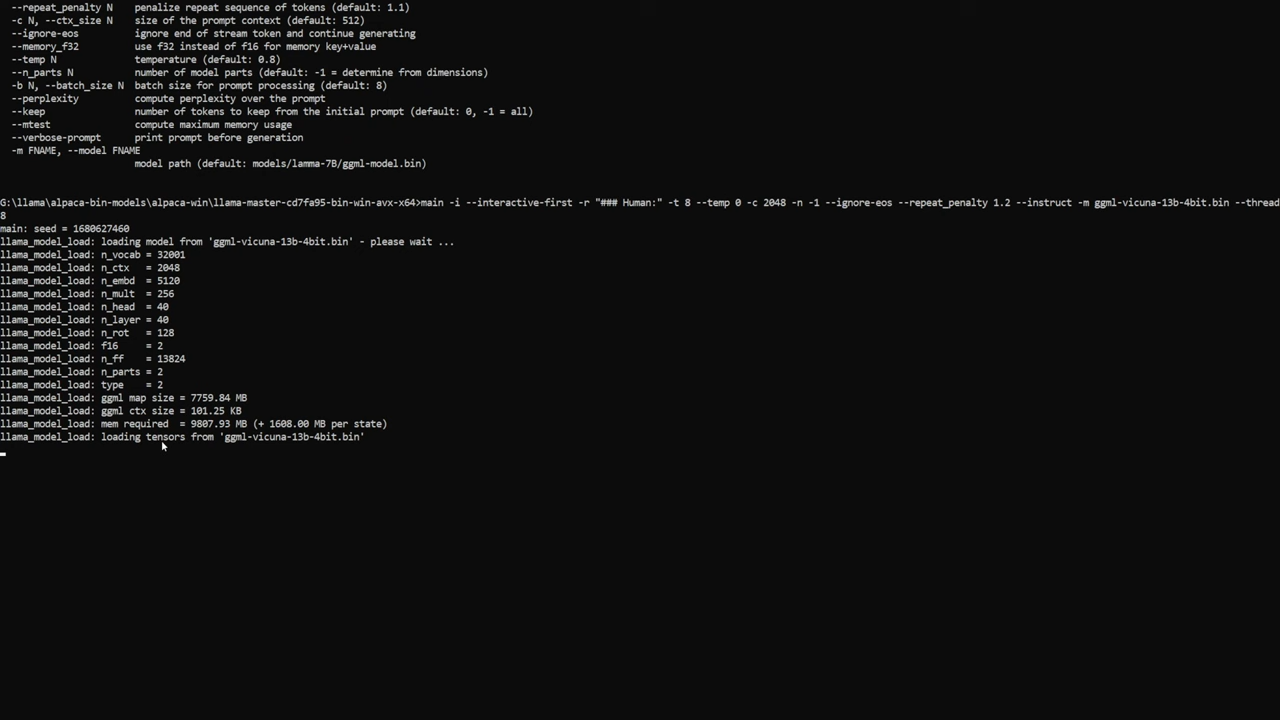 --repeat_penalty N    penalize repeat sequence of tokens (default: 1.1)
-c N, --ctx_size N    size of the prompt context (default: 512)
--ignore-eos          ignore end of stream token and continue generating
--memory_f32          use f32 instead of f16 for memory key+value
--temp N              temperature (default: 0.8)
--n_parts N           number of model parts (default: -1 = determine from dimensions)
-b N, --batch_size N  batch size for prompt processing (default: 8)
--perplexity          compute perplexity over the prompt
--keep                number of tokens to keep from the initial prompt (default: 0, -1 = all)
--mtest               compute maximum memory usage
--verbose-prompt      print prompt before generation
-m FNAME, --model FNAME
model path (default: models/lamma-7B/ggml-model.bin)
G:\llama\alpaca-bin-models\alpaca-win\llama-master-cd7fa95-bin-win-avx-x64>main -i --interactive-first -r "### Human:" -t 8 --temp 0 -c 2048 -n -1 --ignore-eos --repeat_penalty 1.2 --instruct -m ggml-vicuna-13b-4bit.bin --thread
8
main: seed = 1680627460
llama_model_load: loading model from 'ggml-vicuna-13b-4bit.bin' - please wait ...
llama_model_load: n_vocab = 32001
llama_model_load: n_ctx   = 2048
llama_model_load: n_embd  = 5120
llama_model_load: n_mult  = 256
llama_model_load: n_head  = 40
llama_model_load: n_layer = 40
llama_model_load: n_rot   = 128
llama_model_load: f16     = 2
llama_model_load: n_ff    = 13824
llama_model_load: n_parts = 2
llama_model_load: type    = 2
llama_model_load: ggml map size = 7759.84 MB
llama_model_load: ggml ctx size = 101.25 KB
llama_model_load: mem required  = 9807.93 MB (+ 1608.00 MB per state)
llama_model_load: loading tensors from 'ggml-vicuna-13b-4bit.bin'